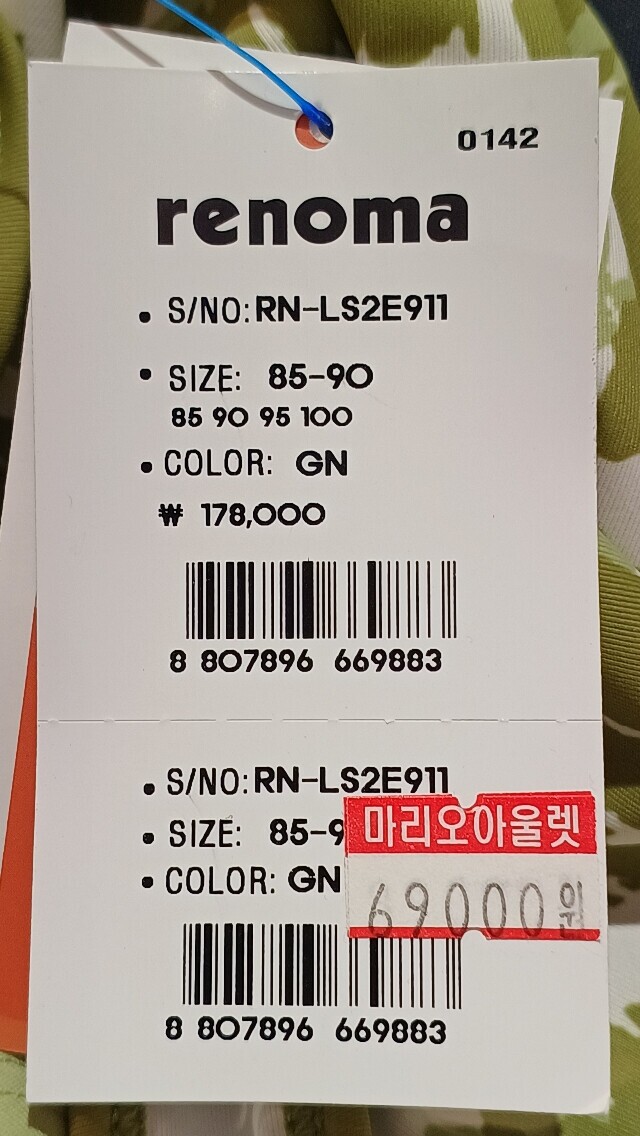 0142
renoma
• S/NO: RN-LS2E911
• SIZE: 85-90
85 90 95 100
• COLOR: GN
₩ 178,000
8 807896 669883
• S/NO: RN-LS2E911
• SIZE: 85-9
마리오아울렛
• COLOR: GN
69000원
8 807896 669883